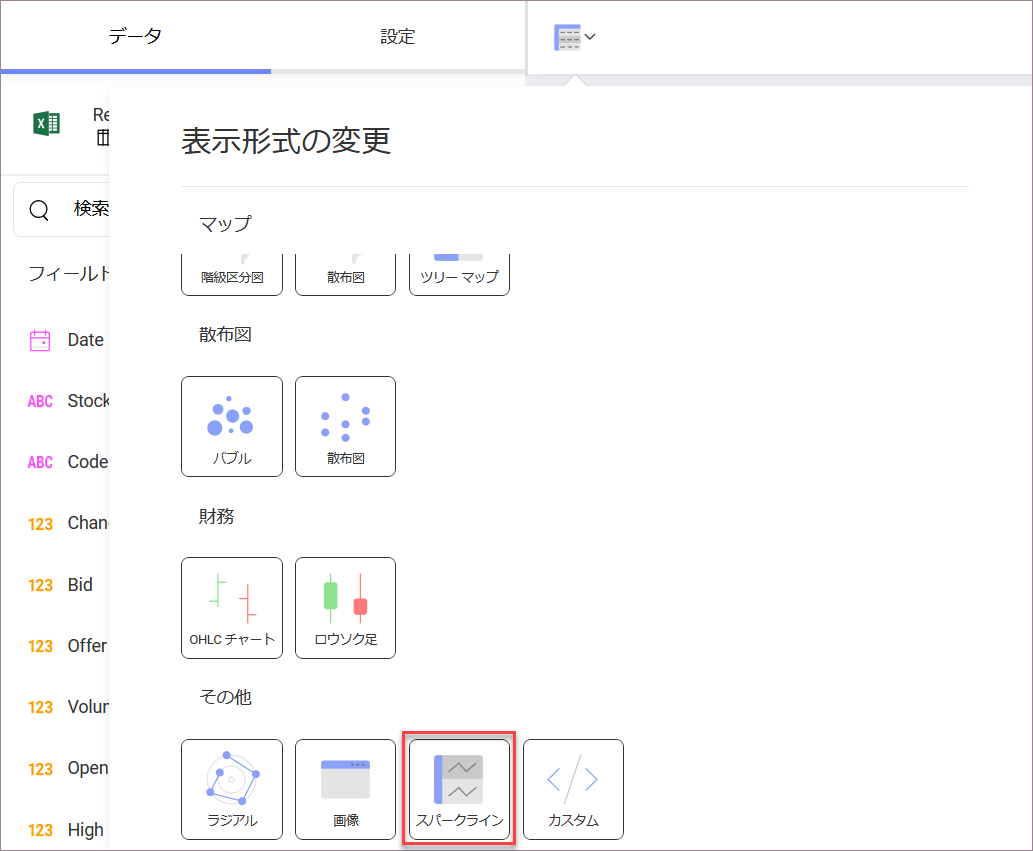 データ
設定
Re
表示形式の変更
検索
フィールド
マップ
階級区分図
散布図
ツリー マップ
散布図
Date
ABC
Stock
バブル
散布図
ABC
Code
財務
123
Chan
123
Bid
OHLC チャート
ロウソク足
123
Offer
その他
123
Volum
123
Open
ラジアル
画像
スパークライン
カスタム
123
High